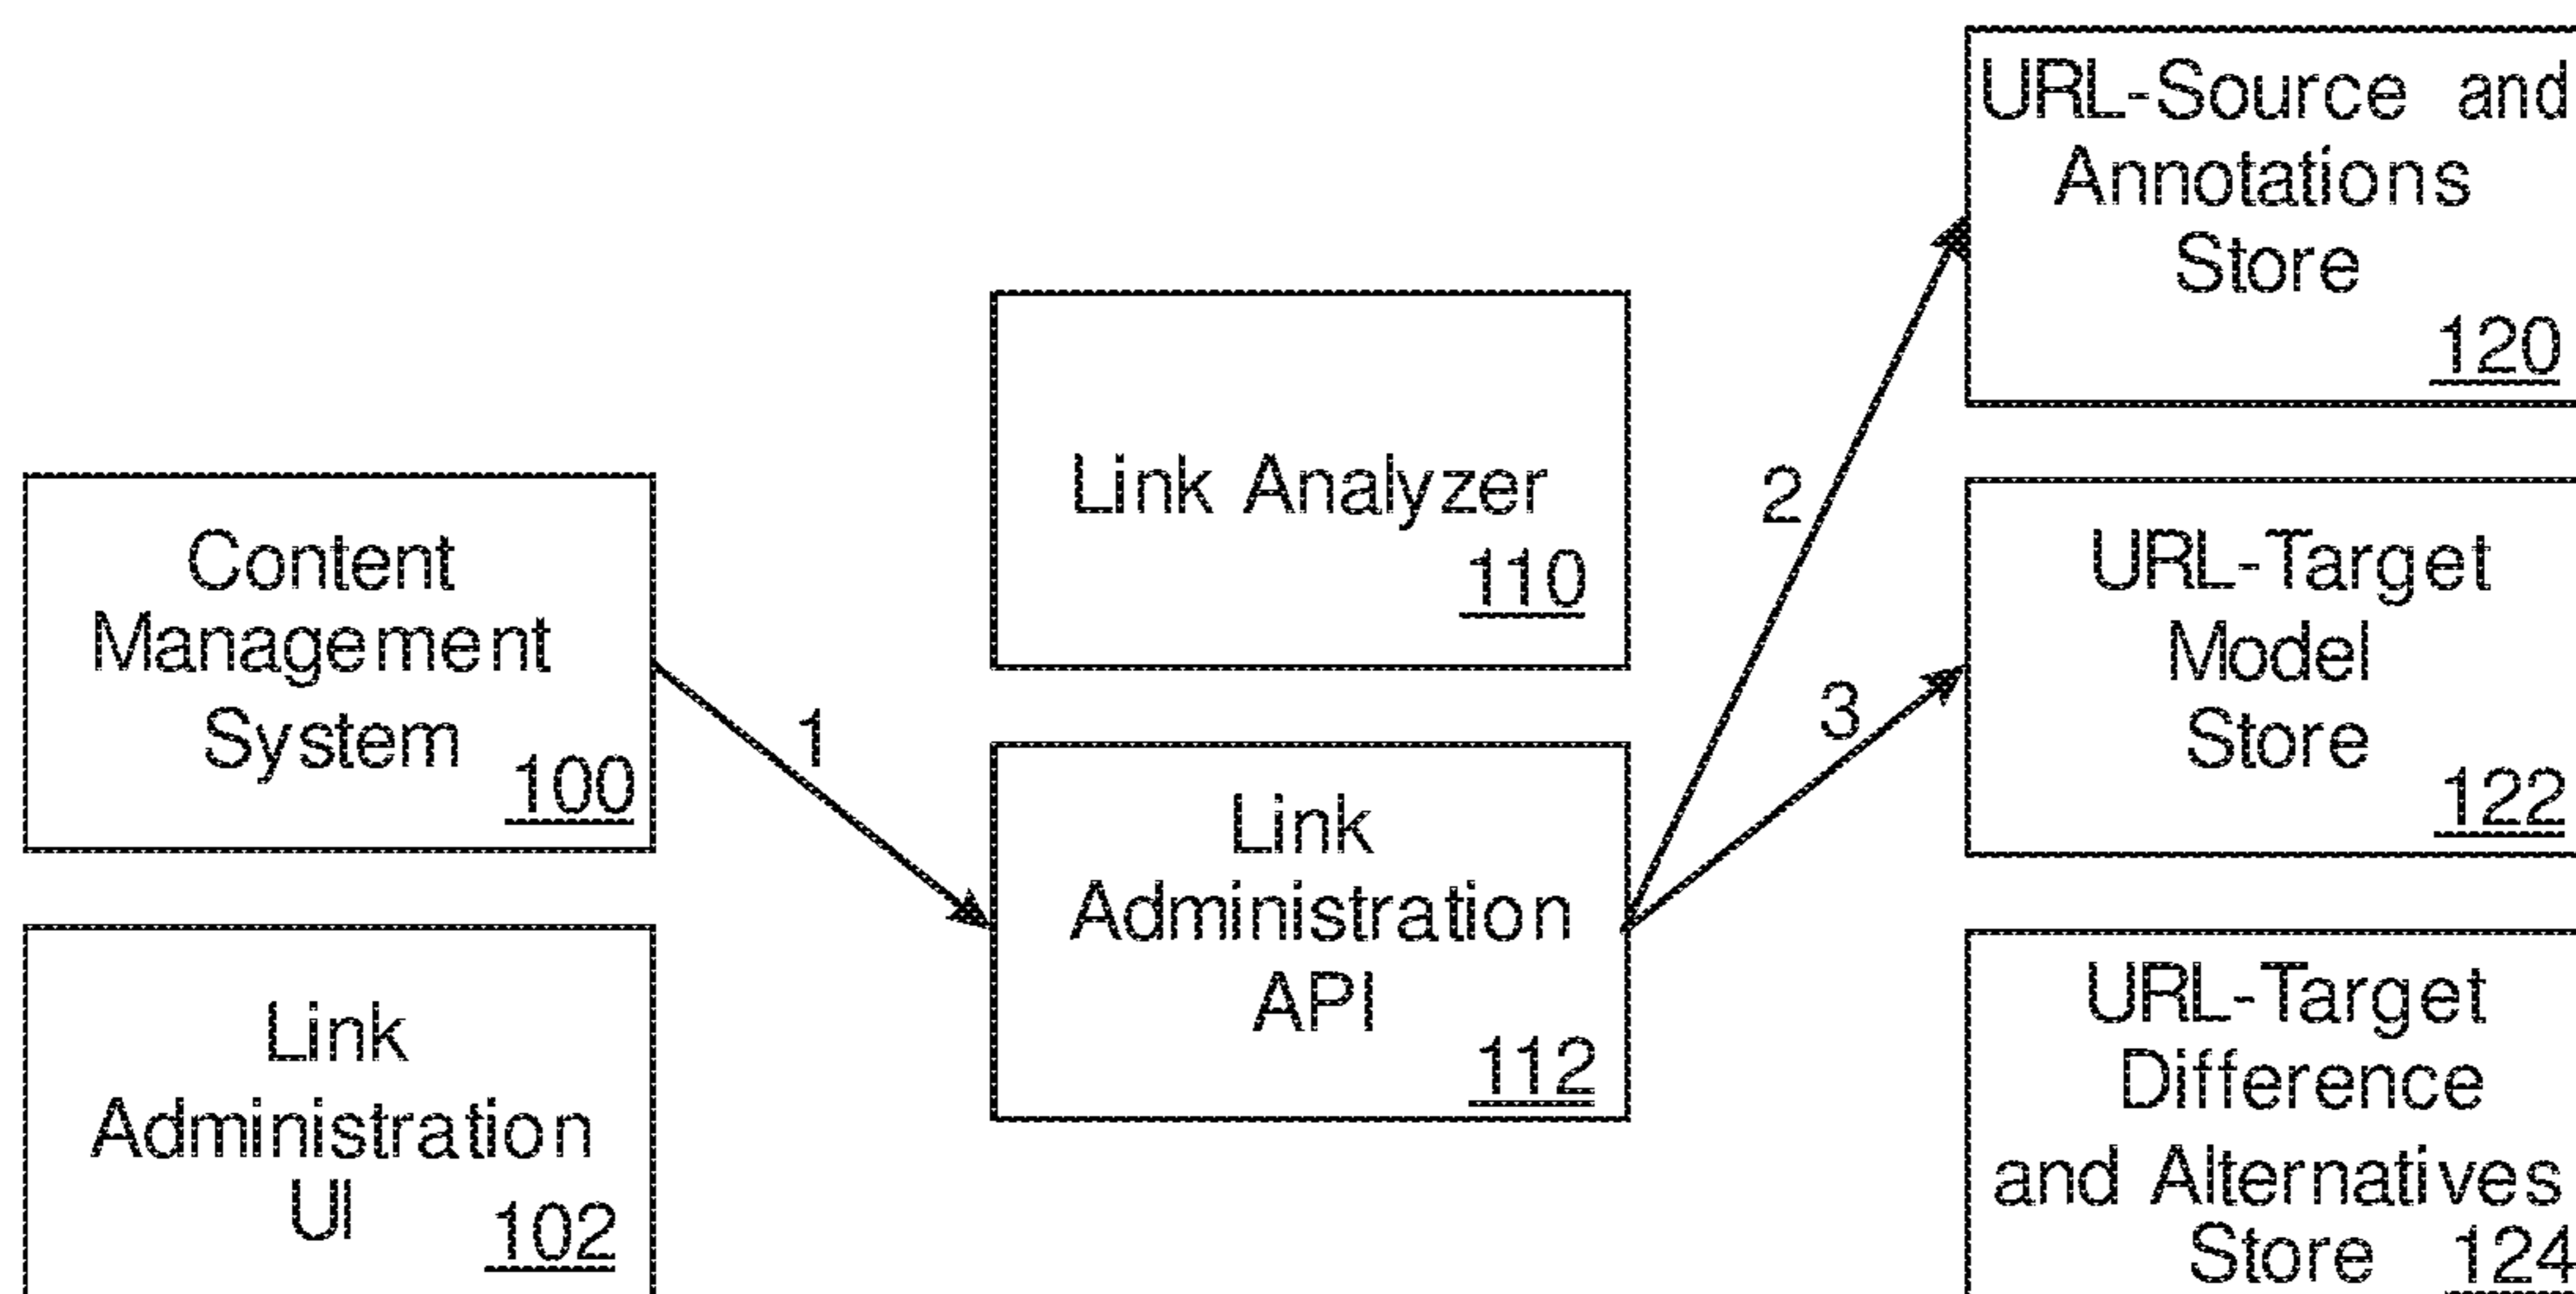 Content
Management
System
100
Link
Administration
UI
102
1
Link Analyzer
110
Link
Administration
API
112
2
3
URL-Source and
Annotations
Store
120
URL-Target
Model
Store
122
URL-Target
Difference
and Alternatives
Store 124